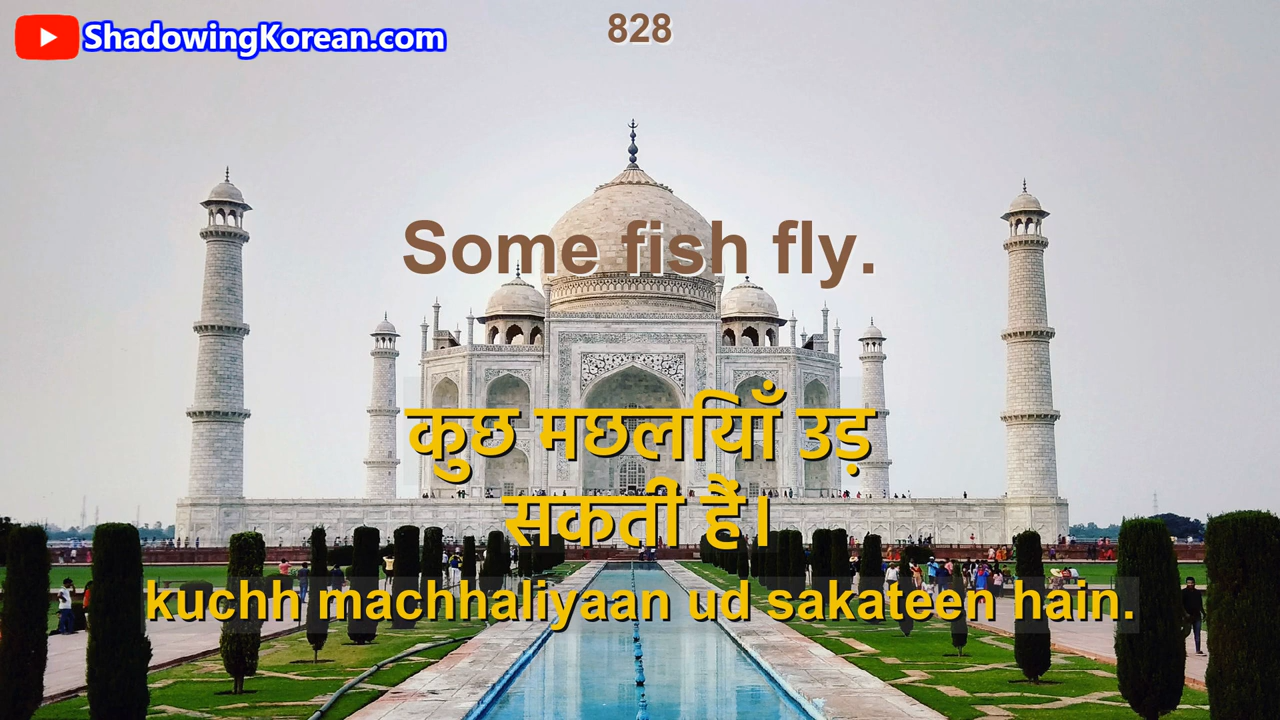 ShadowingKorean.com
828
Some fish fly.
कुछ मछलियाँ उड़
सकती हैं।
kuchh machhaliyaan ud sakateen hain.